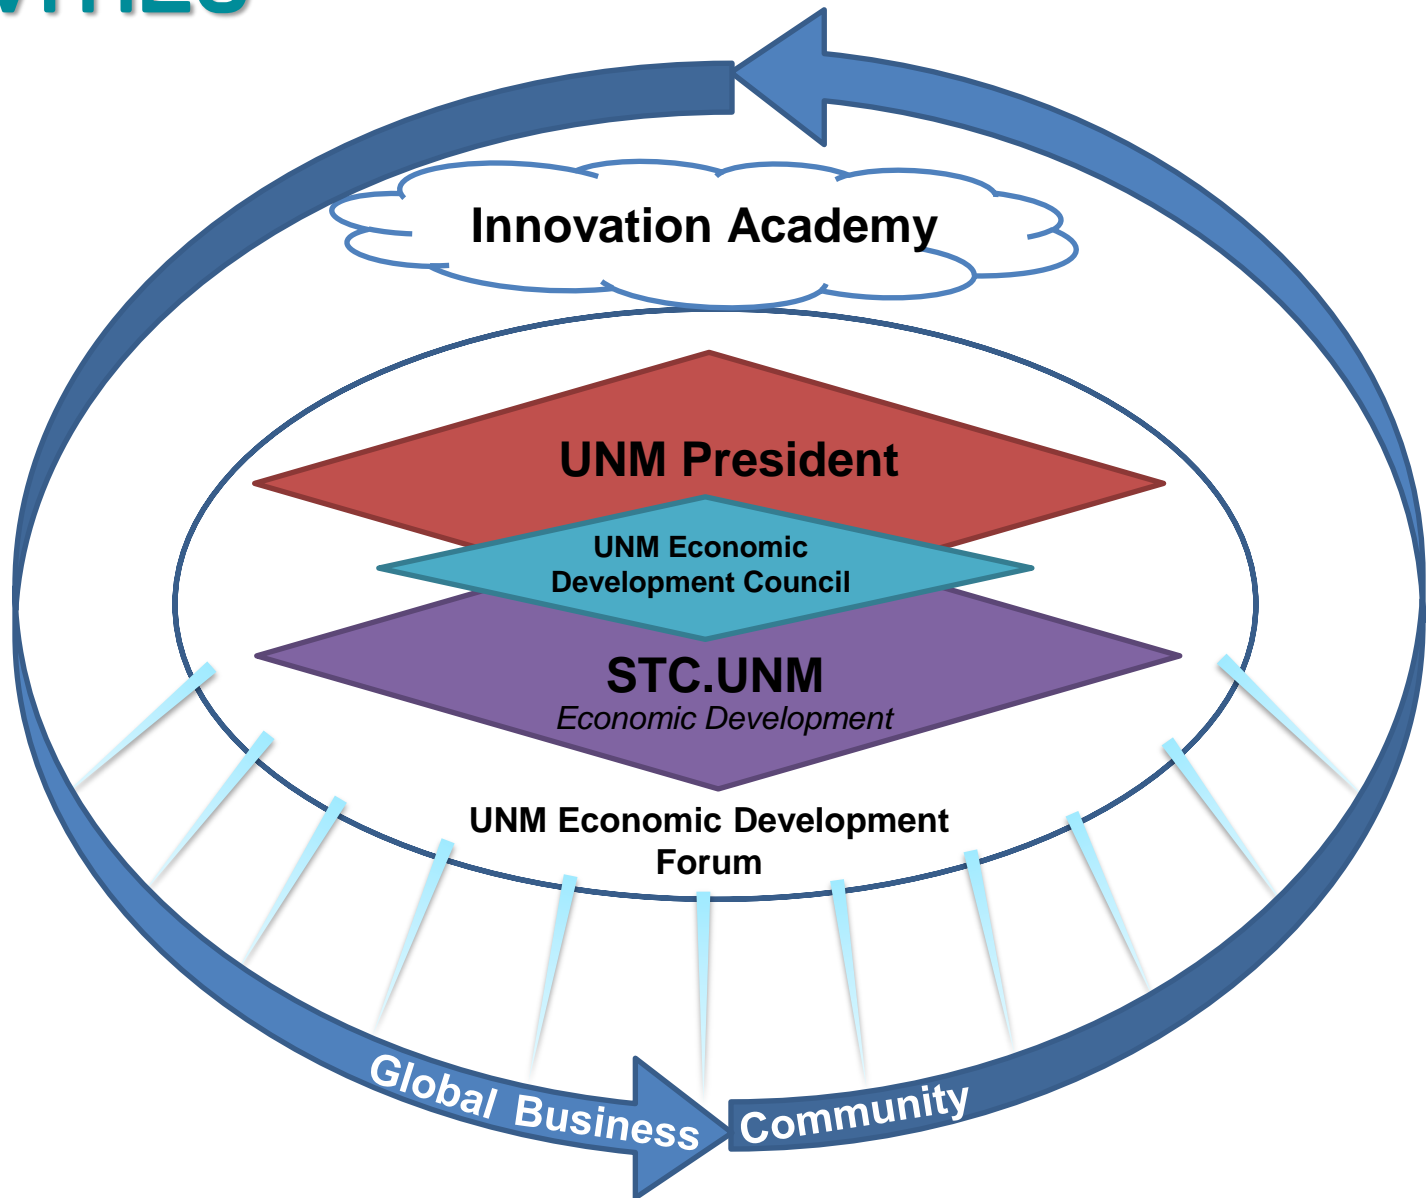 Innovation Academy
UNM President
UNM Economic
Development Council
STC.UNM
Economic Development
UNM Economic Development
Forum
Global Business
Community